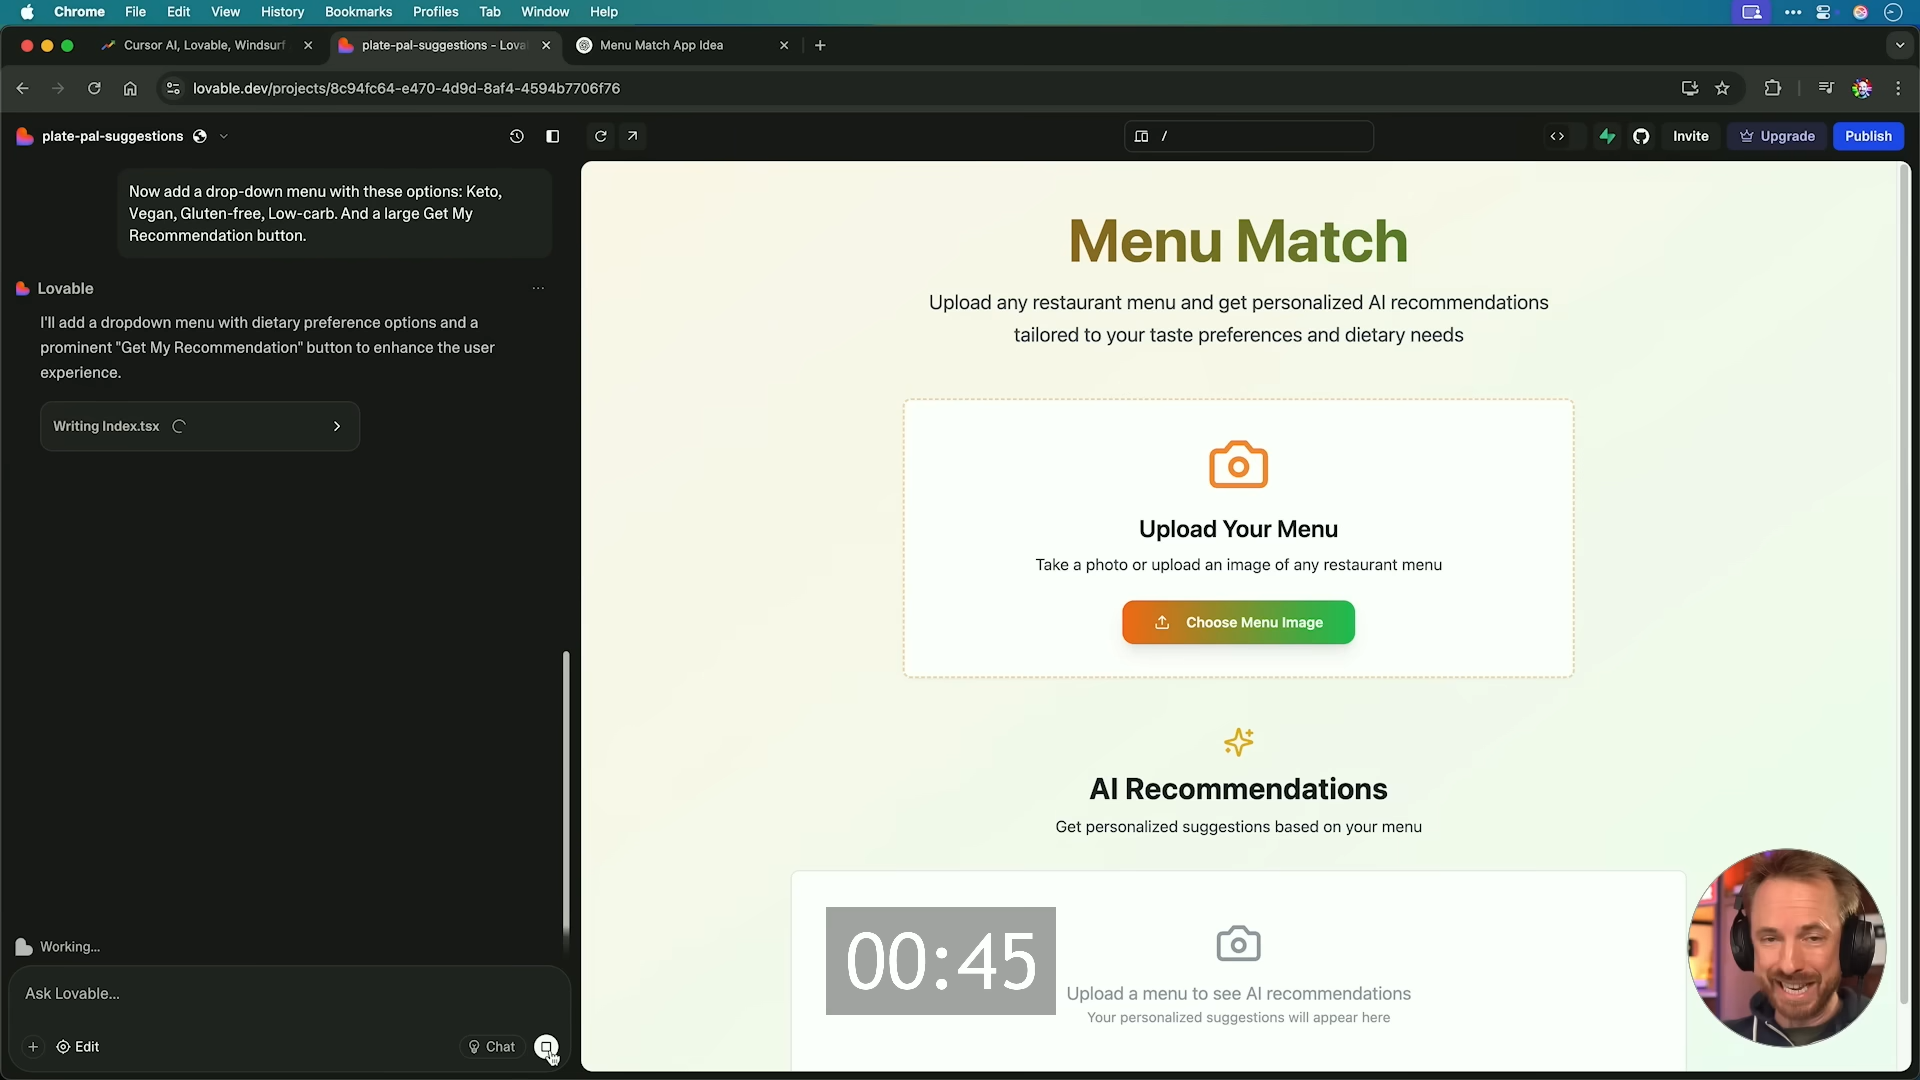 Chrome File Edit View History Bookmarks Profiles Tab Window Help
Cursor AI, Lovable, Windsurf
plate-pal-suggestions - Lova
Menu Match App Idea
lovable.dev/projects/8c94fc64-e470-4d9d-8af4-4594b7706f76
plate-pal-suggestions
/
Invite
Upgrade
Publish
Now add a drop-down menu with these options: Keto,
Vegan, Gluten-free, Low-carb. And a large Get My
Recommendation button.
Lovable
I'll add a dropdown menu with dietary preference options and a
prominent "Get My Recommendation" button to enhance the user
experience.
Writing Index.tsx
Working...
Ask Lovable...
Edit
Chat
Menu Match
Upload any restaurant menu and get personalized AI recommendations
tailored to your taste preferences and dietary needs
Upload Your Menu
Take a photo or upload an image of any restaurant menu
Choose Menu Image
AI Recommendations
Get personalized suggestions based on your menu
00:45
Upload a menu to see AI recommendations
Your personalized suggestions will appear here